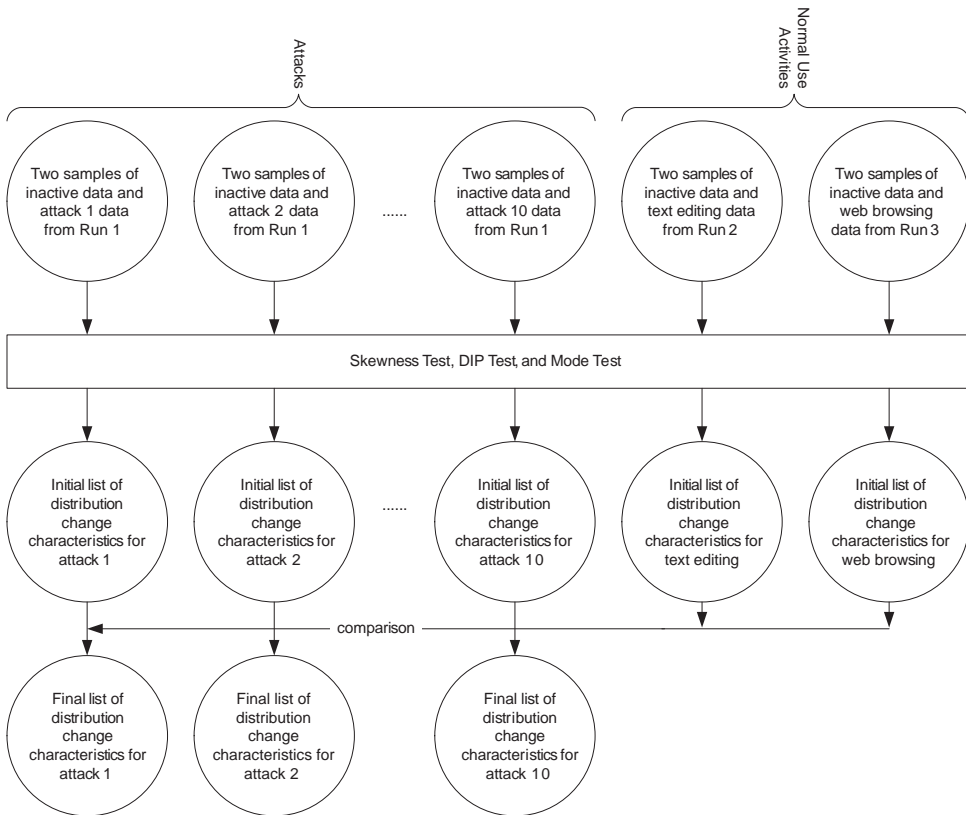 Attacks
Normal Use
Activities
Two samples of
inactive data and
attack 1 data
from Run 1
Two samples of
inactive data and
attack 2 data
from Run 1
......
Two samples of
inactive data and
attack 10 data
from Run 1
Two samples of
inactive data and
text editing data
from Run 2
Two samples of
inactive data and
web browsing
data from Run 3
Skewness Test, DIP Test, and Mode Test
Initial list of
distribution
change
characteristics for
attack 1
Initial list of
distribution
change
characteristics for
attack 2
......
Initial list of
distribution
change
characteristics for
attack 10
Initial list of
distribution
change
characteristics for
text editing
Initial list of
distribution
change
characteristics for
web browsing
comparison
Final list of
distribution
change
characteristics for
attack 1
Final list of
distribution
change
characteristics for
attack 2
Final list of
distribution
change
characteristics for
attack 10